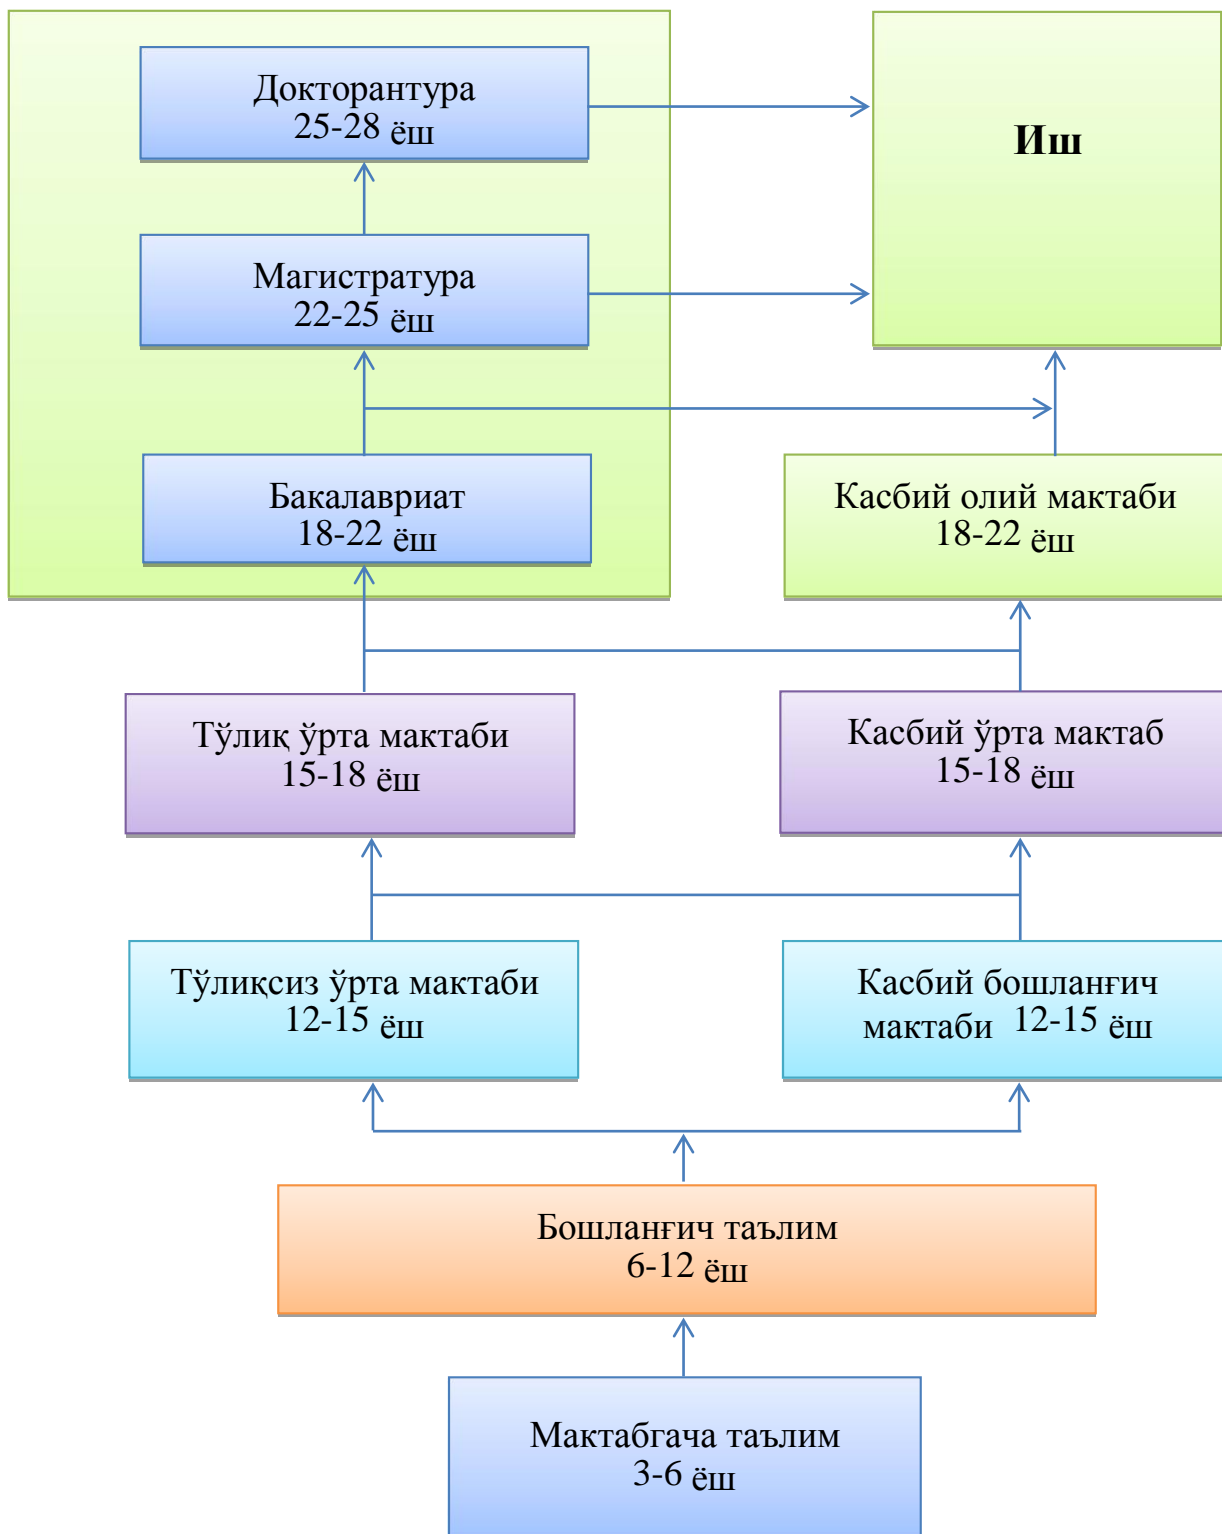 Докторантура
25-28 ёш
Иш
Магистратура
22-25 ёш
Бакалавриат
18-22 ёш
Касбий олий мактаби
18-22 ёш
Тўлиқ ўрта мактаби
15-18 ёш
Касбий ўрта мактаб
15-18 ёш
Тўлиқсиз ўрта мактаби
12-15 ёш
Касбий бошланғич
мактаби 12-15 ёш
Бошланғич таълим
6-12 ёш
Мактабгача таълим
3-6 ёш